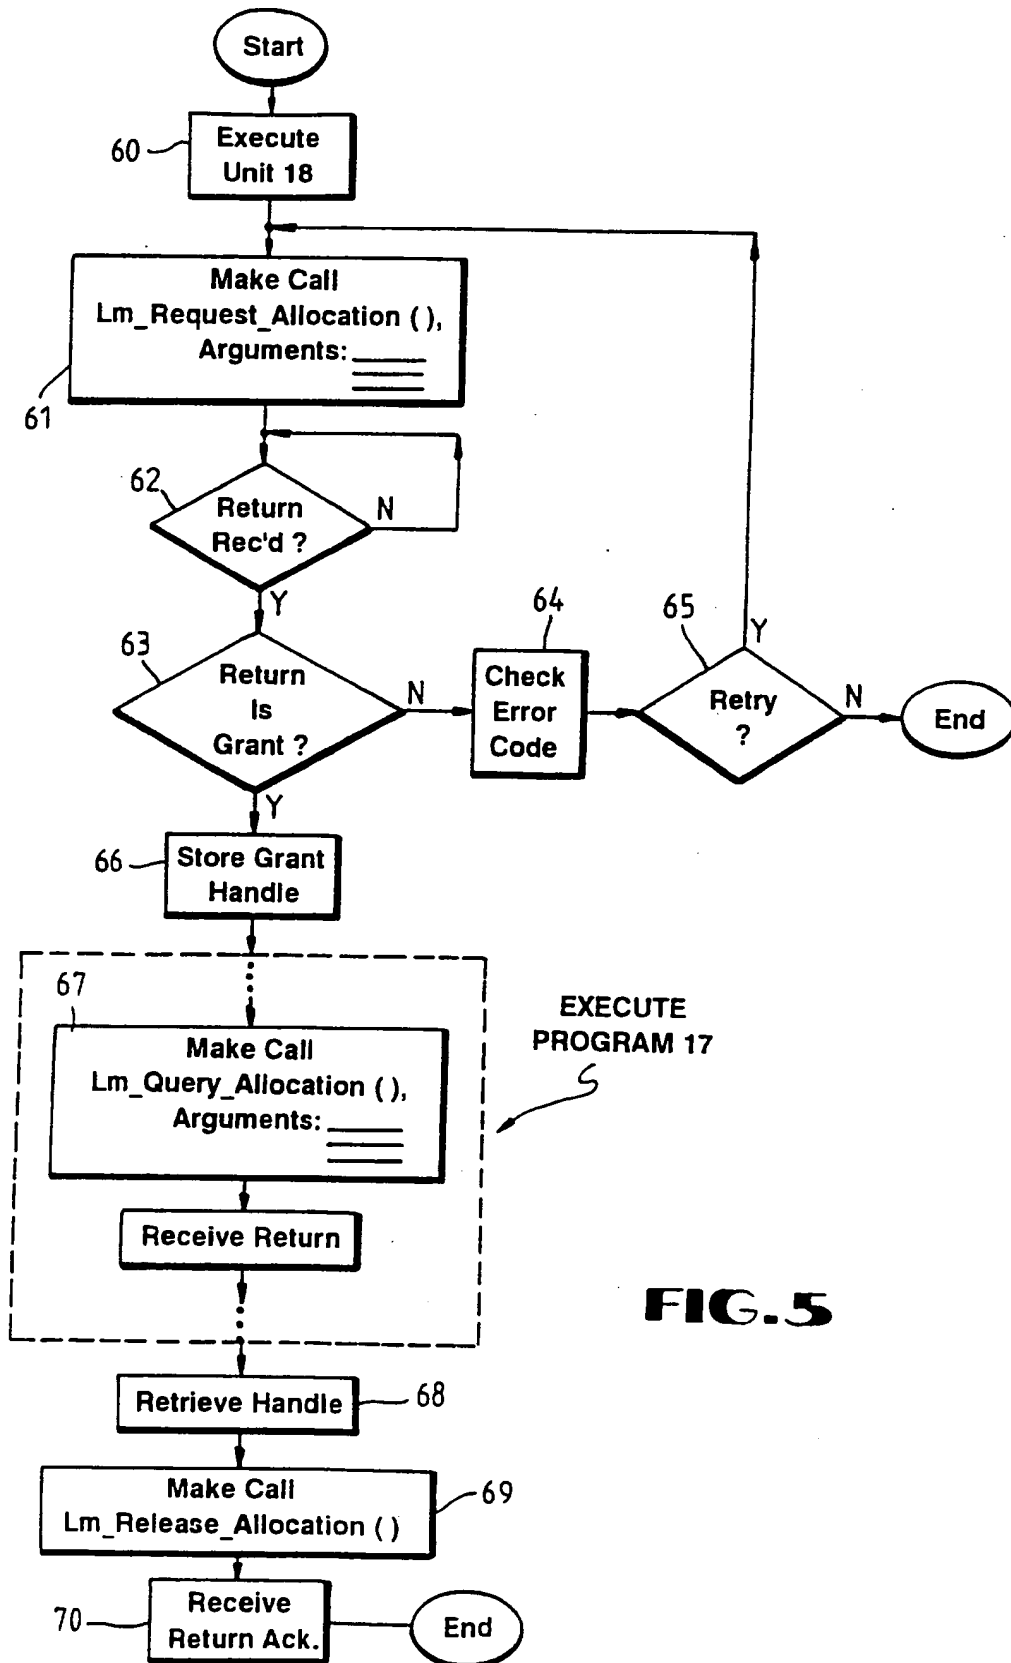 Start
60
Execute
Unit 18
Make Call
Lm_Request_Allocation ( ),
Arguments:
61
62
Return
Rec'd ?
N
Y
63
Return
Is
Grant ?
N
Y
64
Check
Error
Code
65
Retry
?
Y
N
End
66
Store Grant
Handle
67
Make Call
Lm_Query_Allocation ( ),
Arguments:
EXECUTE
PROGRAM 17
Receive Return
FIG.5
Retrieve Handle
68
Make Call
Lm_Release_Allocation ( )
69
70
Receive
Return Ack.
End